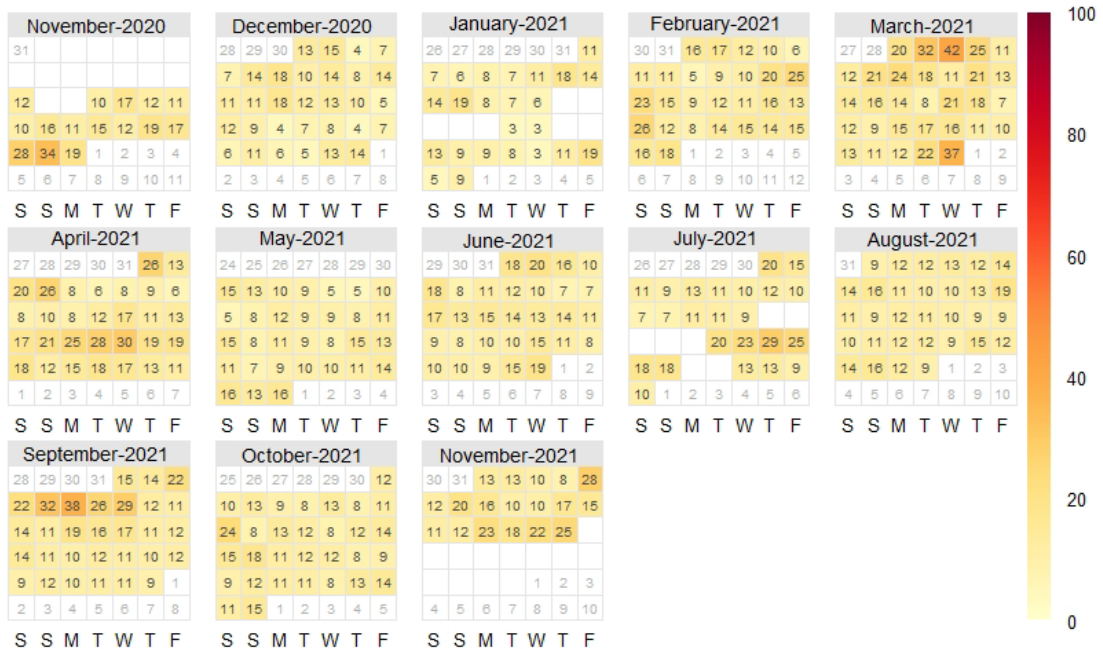 November-2020
31
12 10 17 12 11
10 16 11 15 12 19 17
28 34 19 1 2 3 4
5 6 7 8 9 10 11
S S M T W T F
December-2020
28 29 30 13 15 4 7
7 14 18 10 14 8 14
11 11 18 12 13 10 5
12 9 4 7 8 4 7
6 11 6 5 13 14 1
2 3 4 5 6 7 8
S S M T W T F
January-2021
26 27 28 29 30 31 11
7 6 8 7 11 18 14
14 19 8 7 6
3 3
13 9 9 8 3 11 19
5 9 1 2 3 4 5
S S M T W T F
February-2021
30 31 16 17 12 10 6
11 11 5 9 10 20 25
23 15 9 12 11 16 13
26 12 8 14 15 14 15
16 18 1 2 3 4 5
6 7 8 9 10 11 12
S S M T W T F
March-2021
27 28 20 32 42 25 11
12 21 24 18 11 21 13
14 16 14 8 21 18 7
12 9 15 17 16 11 10
13 11 12 22 37 1 2
3 4 5 6 7 8 9
S S M T W T F
April-2021
27 28 29 30 31 26 13
20 26 8 6 8 9 6
8 10 8 12 17 11 13
17 21 25 28 30 19 19
18 12 15 18 17 13 11
1 2 3 4 5 6 7
S S M T W T F
May-2021
24 25 26 27 28 29 30
15 13 10 9 5 5 10
5 8 12 9 9 8 11
15 8 11 9 8 15 13
11 7 9 10 10 11 14
16 13 16 1 2 3 4
S S M T W T F
June-2021
29 30 31 18 20 16 10
18 8 11 12 10 7 7
17 13 15 14 13 14 11
9 8 10 10 15 11 8
10 10 9 15 19 1 2
3 4 5 6 7 8 9
S S M T W T F
July-2021
26 27 28 29 30 20 15
11 9 13 11 10 12 10
7 7 11 11 9
20 23 29 25
18 18 13 13 9
10 1 2 3 4 5 6
S S M T W T F
August-2021
31 9 12 12 13 12 14
14 16 11 10 10 13 19
11 9 12 11 10 9 10
10 11 12 12 9 15 12
14 16 12 9 1 2 3
4 5 6 7 8 9 10
S S M T W T F
September-2021
28 29 30 31 15 14 22
22 32 38 26 29 12 11
14 11 19 16 17 11 12
14 11 10 12 11 10 12
9 12 10 11 11 9 1
2 3 4 5 6 7 8
S S M T W T F
October-2021
25 26 27 28 29 30 12
10 13 9 8 13 8 11
24 8 13 12 8 12 14
15 18 11 12 12 8 9
9 12 11 11 8 13 14
11 15 1 2 3 4 5
S S M T W T F
November-2021
30 31 13 13 10 8 28
12 20 16 10 10 17 15
11 12 23 18 22 25
1 2 3
4 5 6 7 8 9 10
S S M T W T F
100
80
60
40
20
0